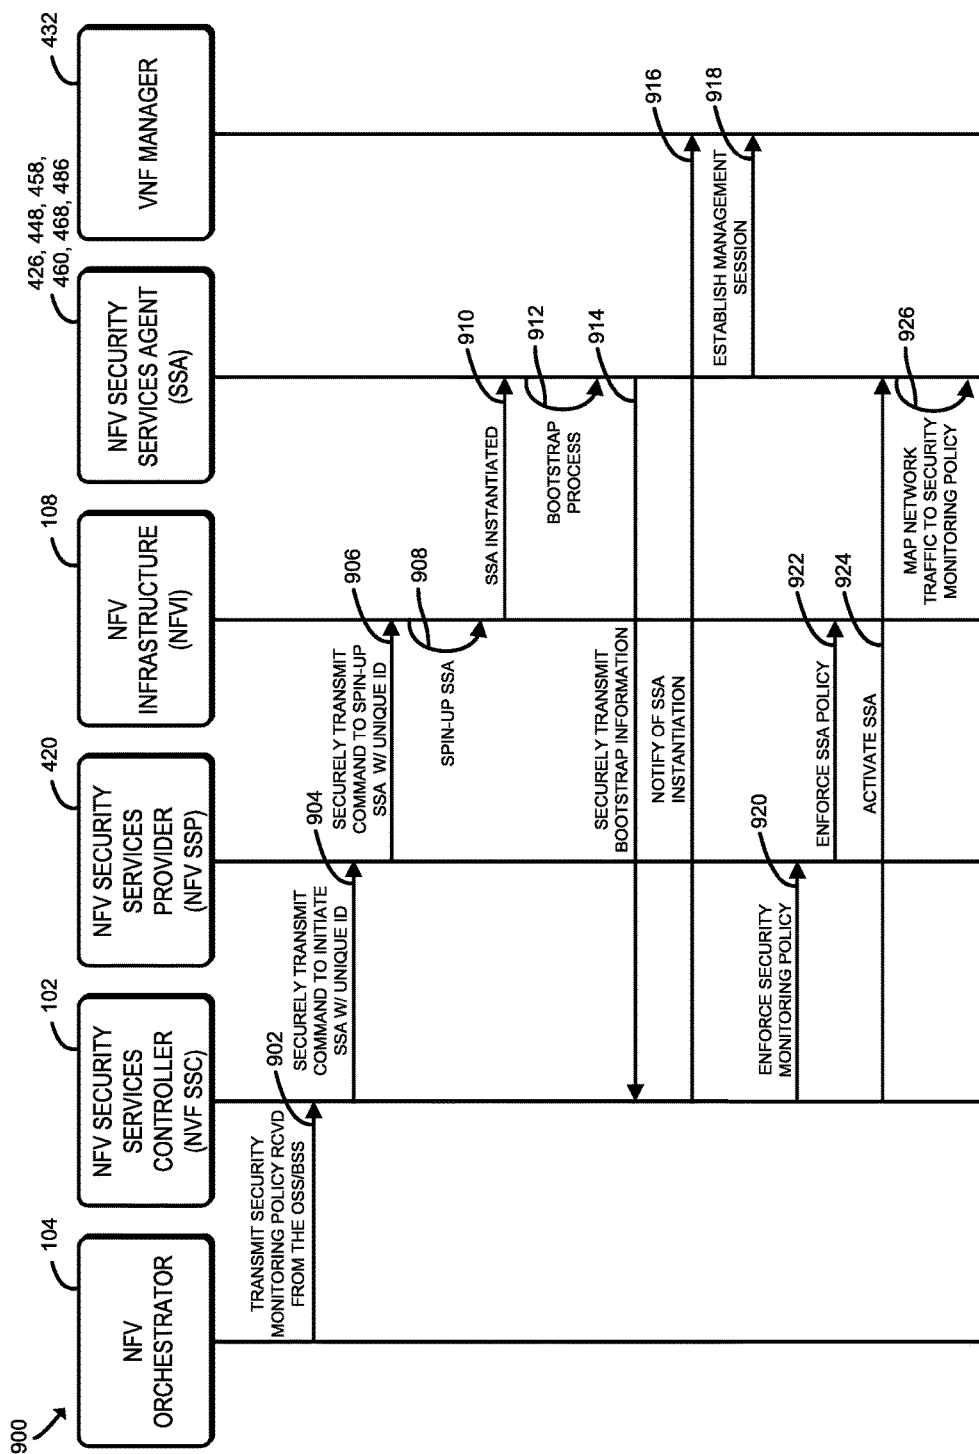 900
104
NFV
ORCHESTRATOR
102
NFV SECURITY
SERVICES
CONTROLLER
(NVF SSC)
420
NFV SECURITY
SERVICES
PROVIDER
(NFV SSP)
108
NFV
INFRASTRUCTURE
(NFVI)
426, 448, 458,
460, 468, 486
NFV SECURITY
SERVICES AGENT
(SSA)
432
VNF MANAGER
TRANSMIT SECURITY
MONITORING POLICY RCVD
FROM THE OSS/BSS
902
SECURELY TRANSMIT
COMMAND TO INITIATE
SSA W/ UNIQUE ID
904
SECURELY TRANSMIT
COMMAND TO SPIN-UP
SSA W/ UNIQUE ID
906
SPIN-UP SSA
908
SSA INSTANTIATED
910
BOOTSTRAP
PROCESS
912
SECURELY TRANSMIT
BOOTSTRAP INFORMATION
914
NOTIFY OF SSA
INSTANTIATION
916
ESTABLISH MANAGEMENT
SESSION
918
ENFORCE SECURITY
MONITORING POLICY
920
ENFORCE SSA POLICY
922
ACTIVATE SSA
924
MAP NETWORK
TRAFFIC TO SECURITY
MONITORING POLICY
926